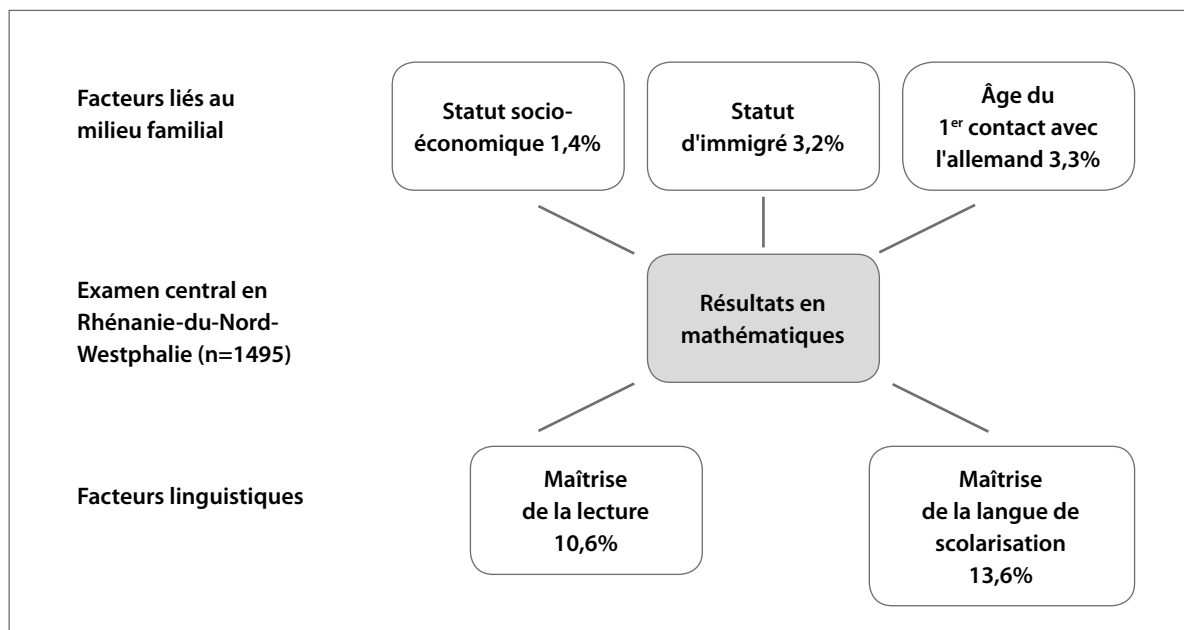 Facteurs liés au
milieu familial
Statut socio-
économique 1,4%
Statut
d'immigré 3,2%
Âge du
1er contact avec
l'allemand 3,3%
Examen central en
Rhénanie-du-Nord-
Westphalie (n=1495)
Résultats en
mathématiques
Facteurs linguistiques
Maîtrise
de la lecture
10,6%
Maîtrise
de la langue de
scolarisation
13,6%